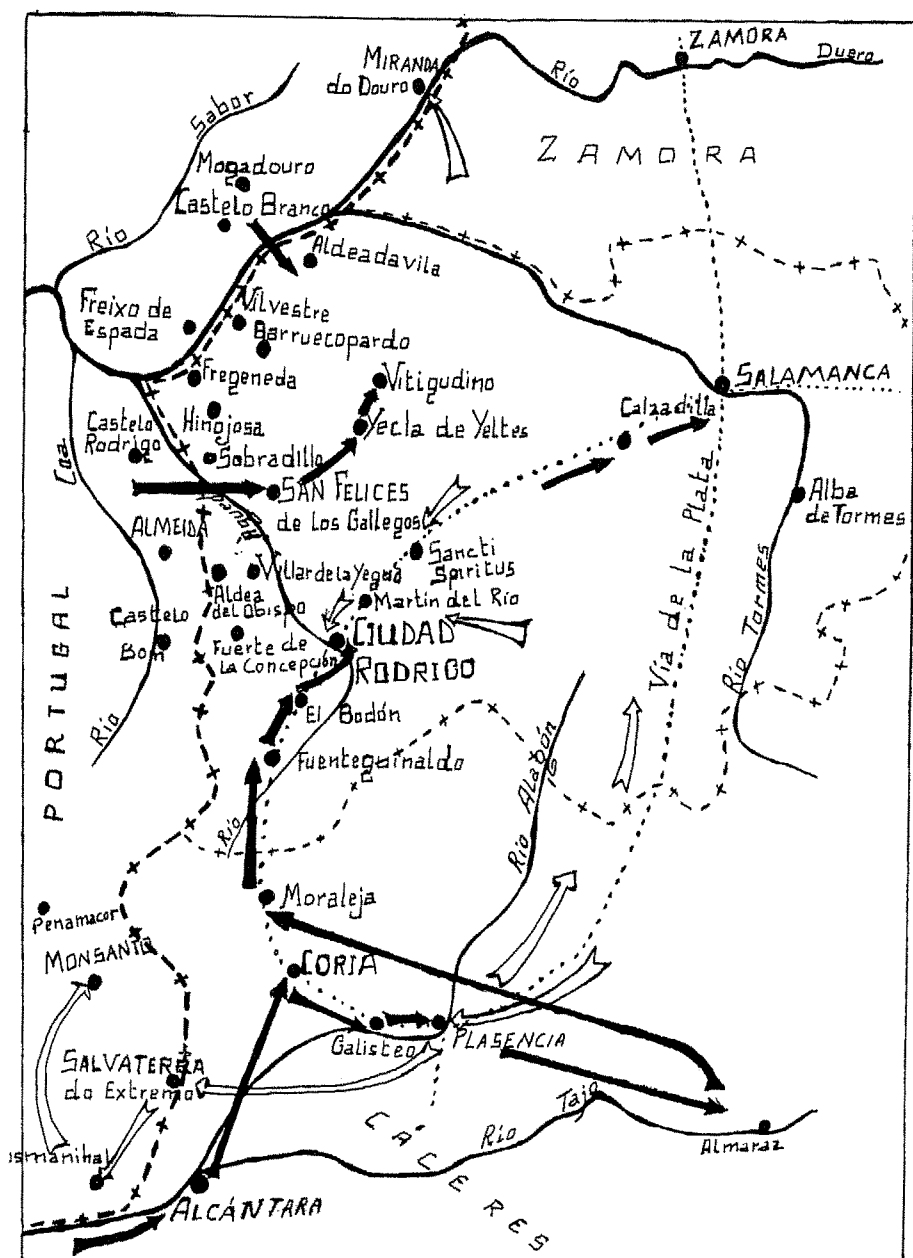 ZAMORA
Duero
Río
MIRANDA
do Douro
ZAMORA
Sabor
Río
Mogadouro
Castelo Branco
Aldeadavila
Freixo de
Espada
Vilvestre
Barruecopardo
Fregeneda
Vitigudino
SALAMANCA
Castelo
Rodrigo
Hinojosa
Yecla de Yeltes
Calzadilla
Sobradillo
Coa
Río
SAN FELICES
de Los Gallegos
Alba
de Tormes
ALMEIDA
Villar de la Yegua
Sancti
Spiritus
Aldea
del Obispo
Martín del Río
Castelo
Bom
Fuerte de
La Concepción
CIUDAD
RODRIGO
Vía de la Plata
Río Tormes
PORTUGAL
El Bodón
Fuenteguinaldo
Río
Río Alagón
Moraleja
Penamacor
MONSANTO
CORIA
Galisteo
PLASENCIA
SALVATERRA
do Extremo
CÁCERES
Río Tajo
Almaraz
osmanihal
ALCÁNTARA